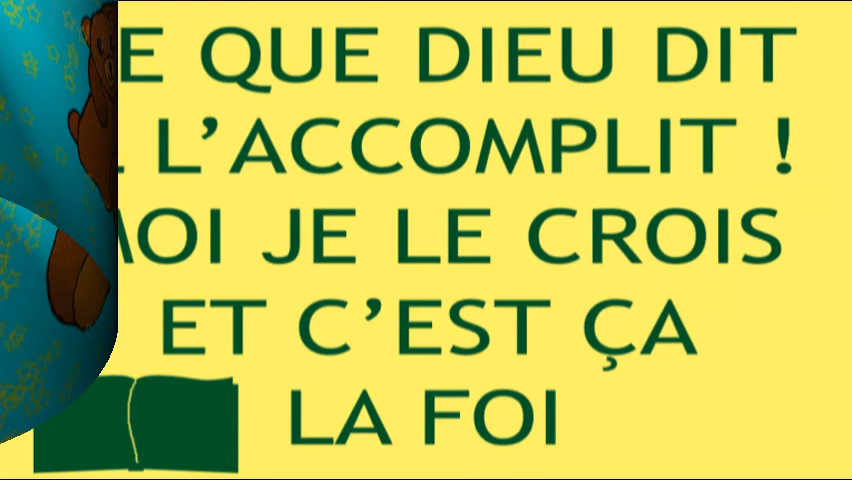 QUE DIEU DIT
L'ACCOMPLIT !
JE LE CROIS
ET C'EST ÇA
LA FOI